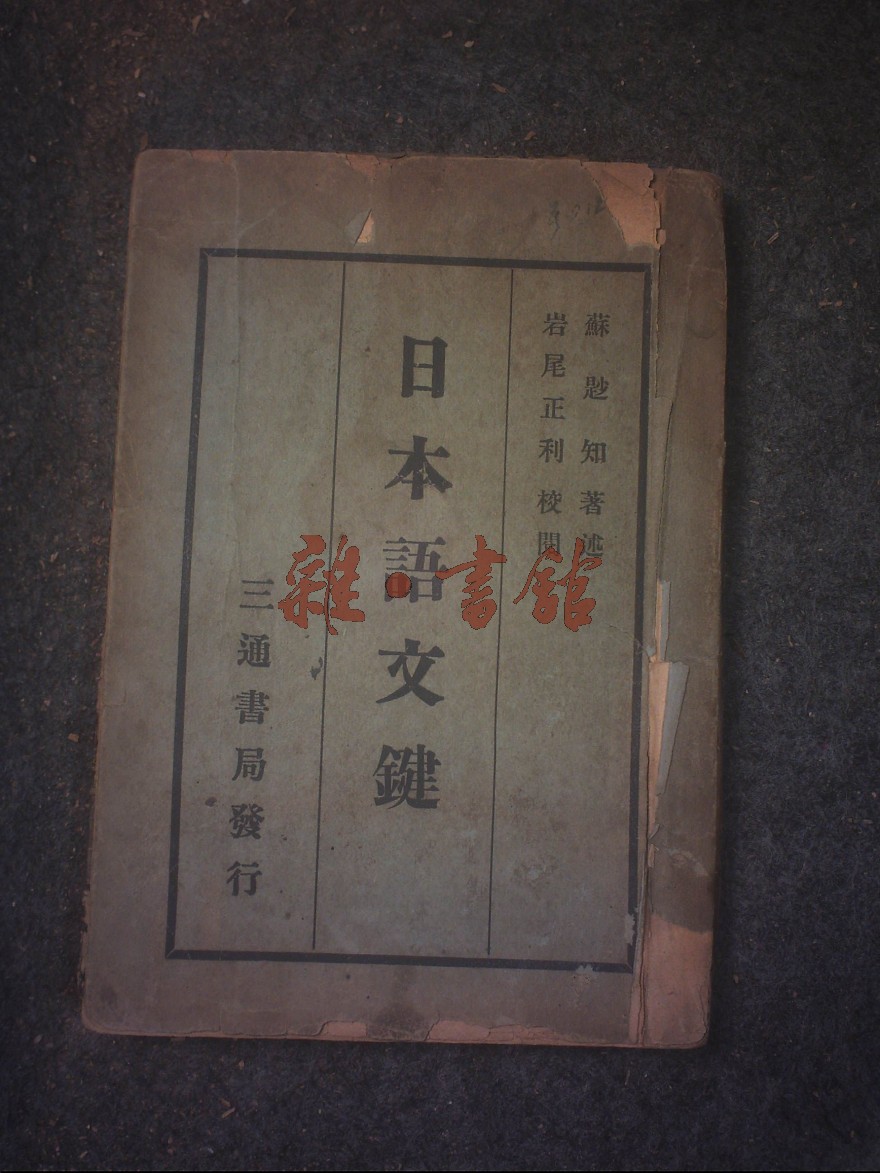 蘇尟知著述
岩尾正利校閱
日本語文鍵
三通書局發行
雜·書館